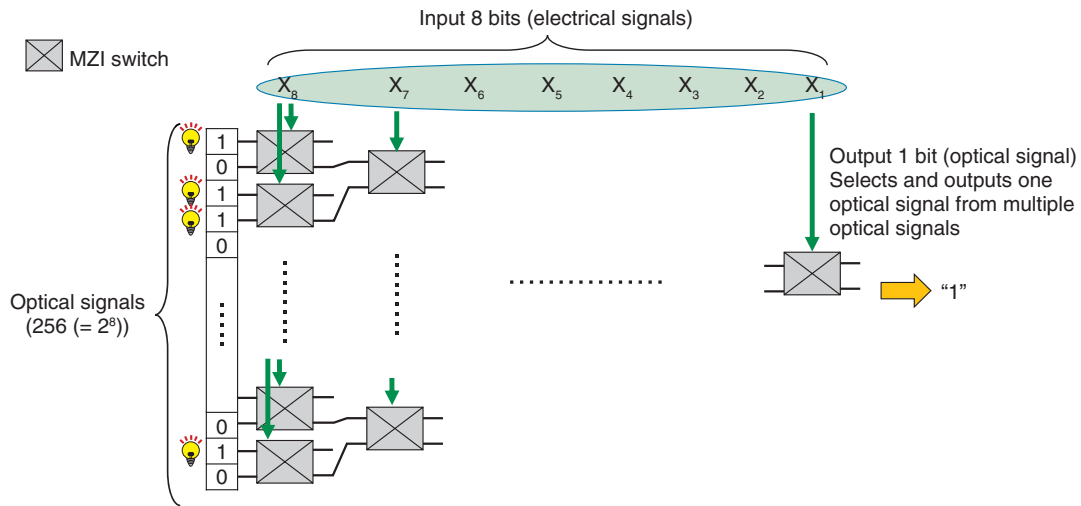 Input 8 bits (electrical signals)
MZI switch
X₈ X₇ X₆ X₅ X₄ X₃ X₂ X₁
1
0
1
1
0
Output 1 bit (optical signal)
Selects and outputs one
optical signal from multiple
optical signals
Optical signals
(256 (= 2⁸))
“1”
0
1
0